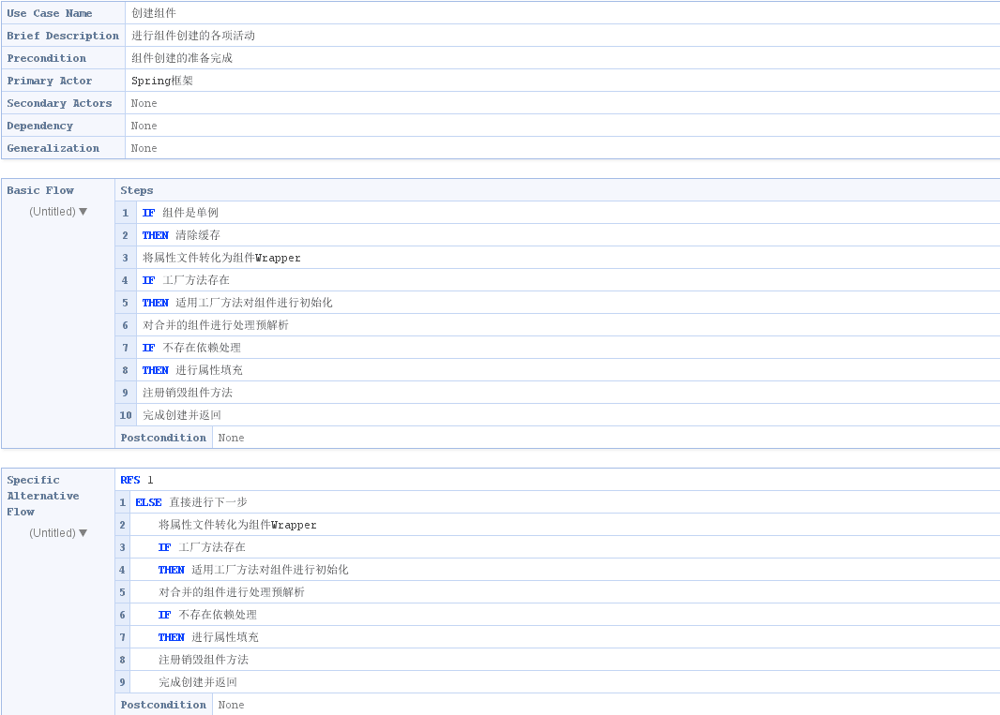 Use Case Name 创建组件
Brief Description 进行组件创建的各项活动
Precondition 组件创建的准备完成
Primary Actor Spring框架
Secondary Actors None
Dependency None
Generalization None
Basic Flow Steps
(Untitled) ▼
1 IF 组件是单例
2 THEN 清除缓存
3 将属性文件转化为组件Wrapper
4 IF 工厂方法存在
5 THEN 适用工厂方法对组件进行初始化
6 对合并的组件进行处理预解析
7 IF 不存在依赖处理
8 THEN 进行属性填充
9 注册销毁组件方法
10 完成创建并返回
Postcondition None
Specific Alternative Flow
(Untitled) ▼
RFS 1
1 ELSE 直接进行下一步
2 将属性文件转化为组件Wrapper
3 IF 工厂方法存在
4 THEN 适用工厂方法对组件进行初始化
5 对合并的组件进行处理预解析
6 IF 不存在依赖处理
7 THEN 进行属性填充
8 注册销毁组件方法
9 完成创建并返回
Postcondition None